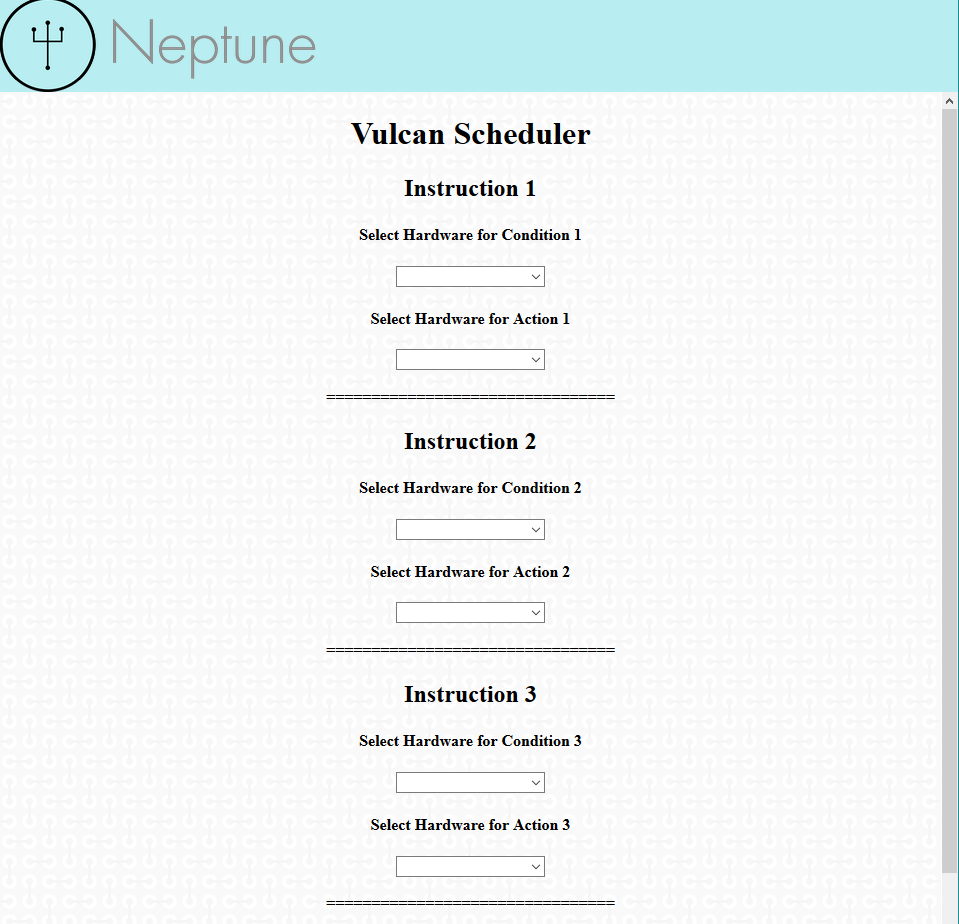 Neptune
Vulcan Scheduler
Instruction 1
Select Hardware for Condition 1
Select Hardware for Action 1
================================
Instruction 2
Select Hardware for Condition 2
Select Hardware for Action 2
================================
Instruction 3
Select Hardware for Condition 3
Select Hardware for Action 3
================================